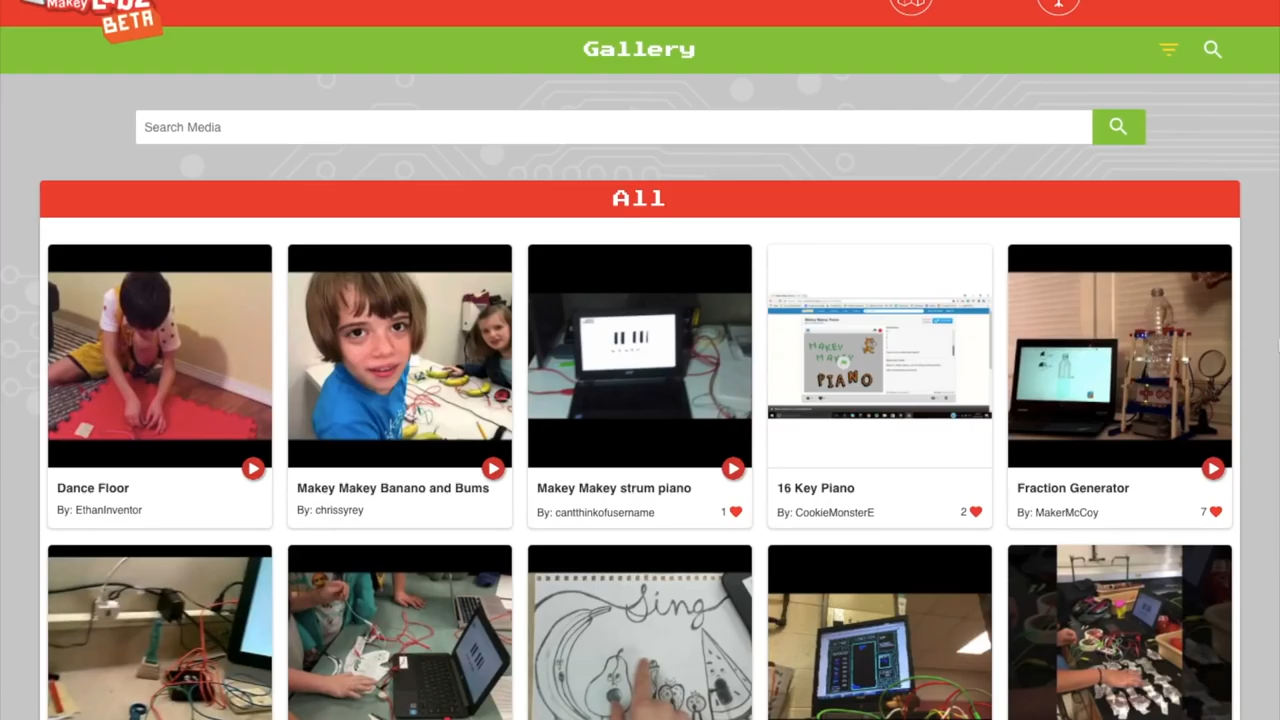 Makey Labz
BETA
Gallery
Search Media
All
MAKEY
MAKEY
PIANO
Dance Floor
By: EthanInventor
Makey Makey Banano and Bums
By: chrissyrey
Makey Makey strum piano
By: cantthinkofusername
1
16 Key Piano
By: CookieMonsterE
2
Fraction Generator
By: MakerMcCoy
7
Sing